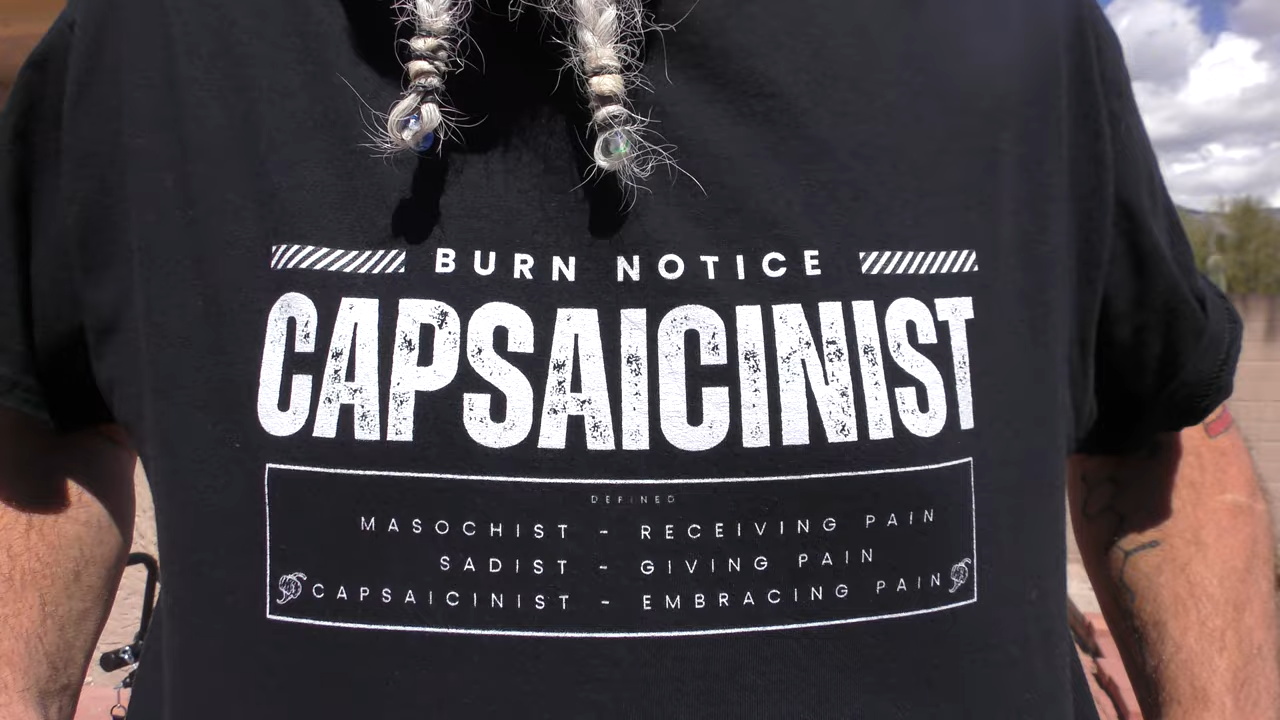 BURN NOTICE
CAPSAICINIST
DEFINED
MASOCHIST - RECEIVING PAIN
SADIST - GIVING PAIN
CAPSAICINIST - EMBRACING PAIN